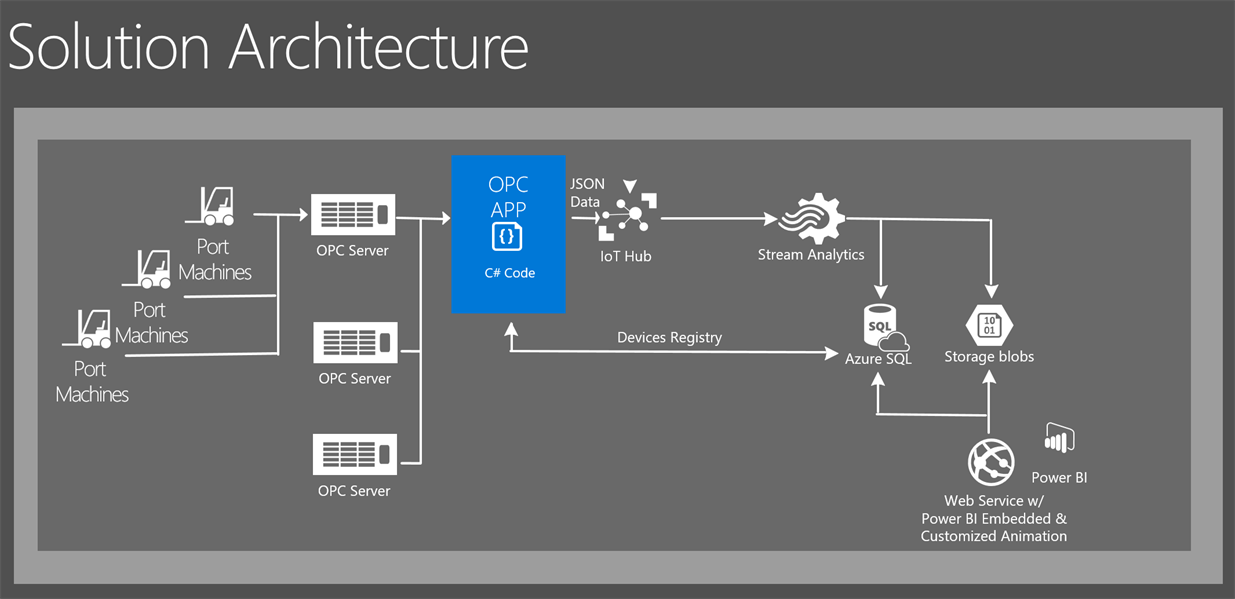 Solution Architecture
Port
Machines
Port
Machines
Port
Machines
OPC Server
OPC Server
OPC Server
OPC
APP
{}
C# Code
JSON
Data
IoT Hub
Stream Analytics
Devices Registry
SQL
Azure SQL
10
01
Storage blobs
Power BI
Web Service w/
Power BI Embedded &
Customized Animation